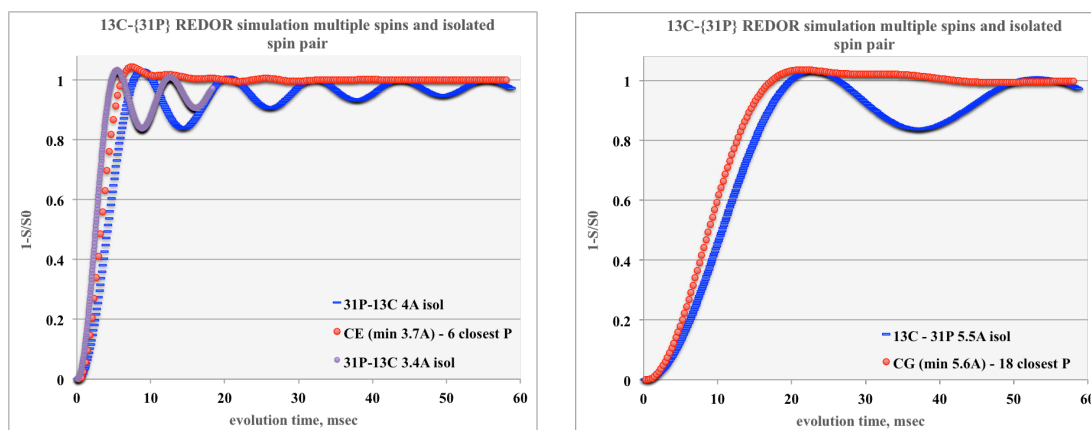 13C-{31P} REDOR simulation multiple spins and isolated
spin pair
1-S/S0
1
0.8
0.6
0.4
0.2
0
0
10
20
30
40
50
60
evolution time, msec
31P-13C 4A isol
CE (min 3.7A) - 6 closest P
31P-13C 3.4A isol
13C-{31P} REDOR simulation multiple spins and isolated
spin pair
1-S/S0
1
0.8
0.6
0.4
0.2
0
0
10
20
30
40
50
60
evolution time, msec
13C - 31P 5.5A isol
CG (min 5.6A) - 18 closest P